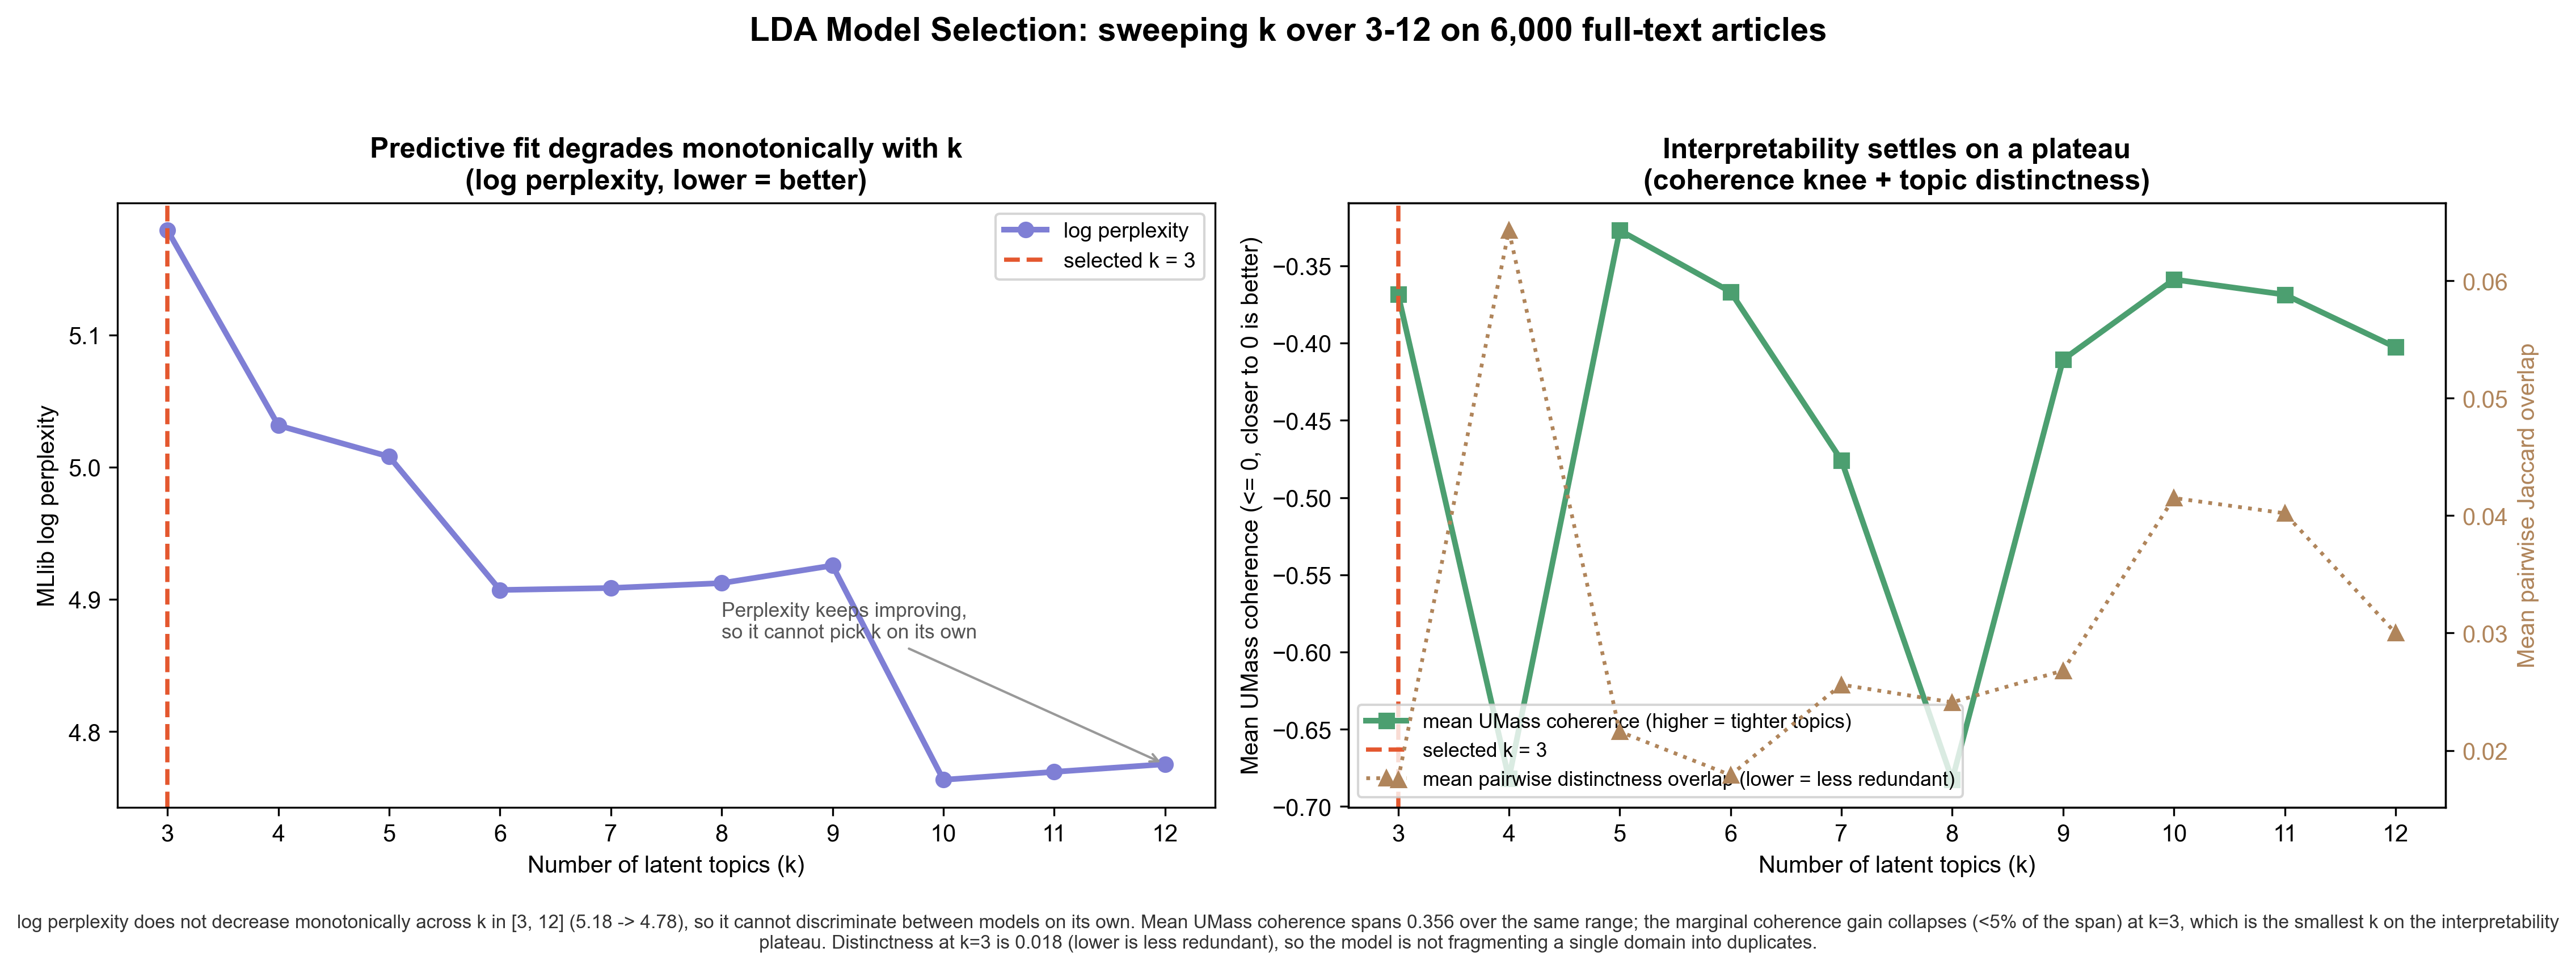 LDA Model Selection: sweeping k over 3-12 on 6,000 full-text articles
Predictive fit degrades monotonically with k
(log perplexity, lower = better)
log perplexity
selected k = 3
MLlib log perplexity
5.1
5.0
4.9
4.8
Perplexity keeps improving,
so it cannot pick k on its own
3 4 5 6 7 8 9 10 11 12
Number of latent topics (k)
Interpretability settles on a plateau
(coherence knee + topic distinctness)
Mean UMass coherence (<= 0, closer to 0 is better)
−0.35
−0.40
−0.45
−0.50
−0.55
−0.60
−0.65
−0.70
mean UMass coherence (higher = tighter topics)
selected k = 3
mean pairwise distinctness overlap (lower = less redundant)
0.06
0.05
0.04
0.03
0.02
Mean pairwise Jaccard overlap
3 4 5 6 7 8 9 10 11 12
Number of latent topics (k)
log perplexity does not decrease monotonically across k in [3, 12] (5.18 -> 4.78), so it cannot discriminate between models on its own. Mean UMass coherence spans 0.356 over the same range; the marginal coherence gain collapses (<5% of the span) at k=3, which is the smallest k on the interpretability
plateau. Distinctness at k=3 is 0.018 (lower is less redundant), so the model is not fragmenting a single domain into duplicates.